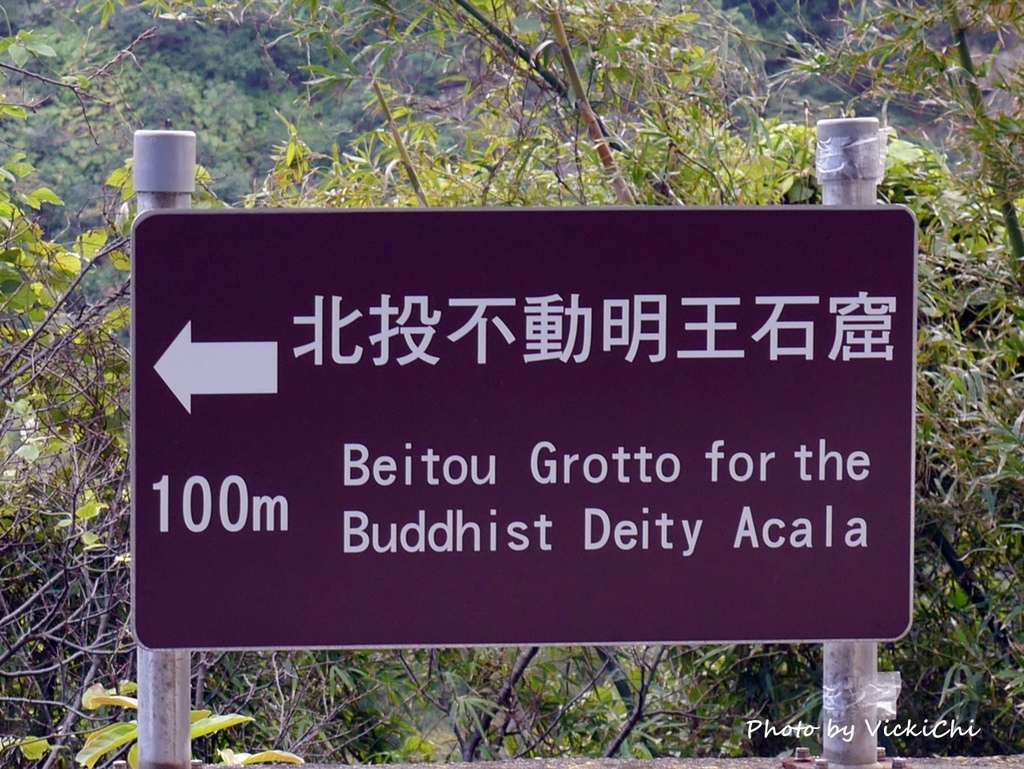 北投不動明王石窟
100m
Beitou Grotto for the
Buddhist Deity Acala
Photo by VickiChi